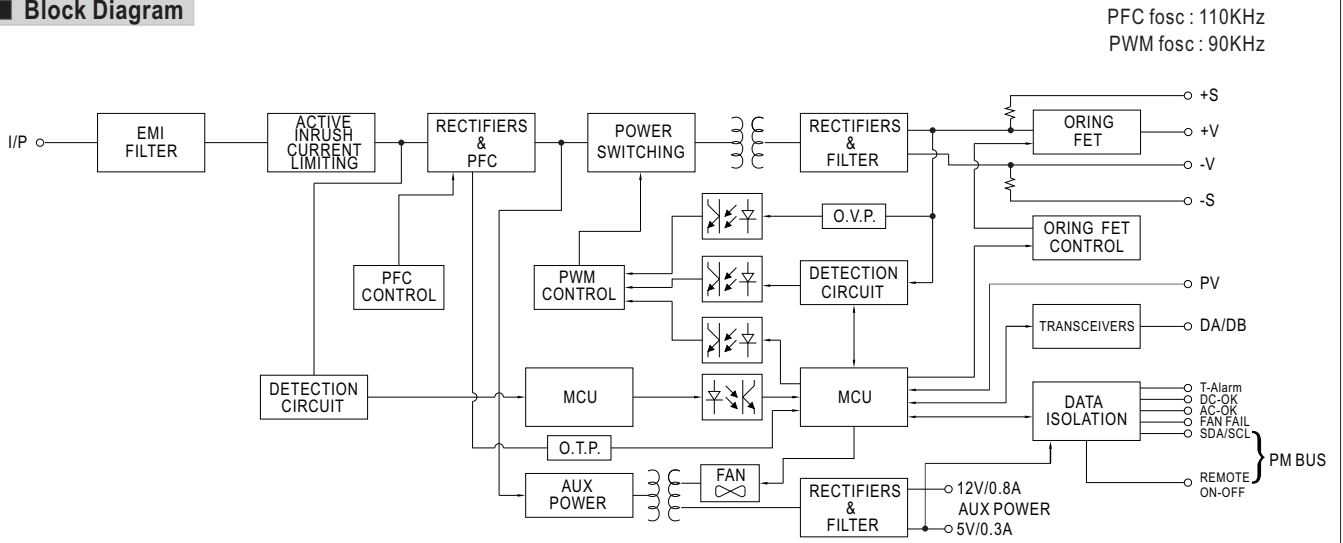 ■ Block Diagram
PFC fosc : 110KHz
PWM fosc : 90KHz
I/P
EMI
FILTER
ACTIVE
INRUSH
CURRENT
LIMITING
RECTIFIERS
&
PFC
POWER
SWITCHING
RECTIFIERS
&
FILTER
ORING
FET
+S
+V
-V
-S
O.V.P.
ORING FET
CONTROL
PFC
CONTROL
PWM
CONTROL
DETECTION
CIRCUIT
PV
TRANSCEIVERS
DA/DB
DETECTION
CIRCUIT
MCU
MCU
DATA
ISOLATION
T-Alarm
DC-OK
AC-OK
FAN FAIL
SDA/SCL
PM BUS
REMOTE
ON-OFF
O.T.P.
AUX
POWER
FAN
RECTIFIERS
&
FILTER
12V/0.8A
AUX POWER
5V/0.3A